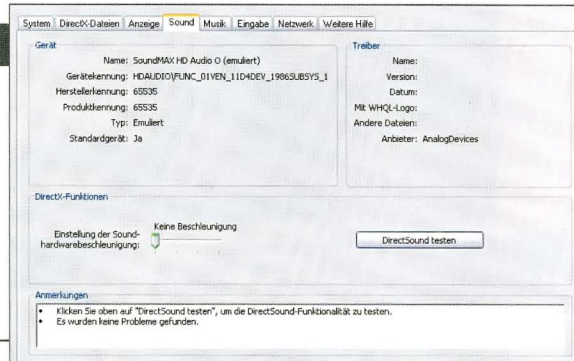 System DirectX-Dateien Anzeige Sound Musik Eingabe Netzwerk Weitere Hilfe
Gerät
Name: SoundMAX HD Audio O (emuliert)
Gerätekennung: HDAUDIO\FUNC_01VEN_11D4DEV_1986SUBSYS_1
Herstellerkennung: 65535
Produktkennung: 65535
Typ: Emuliert
Standardgerät: Ja
Treiber
Name:
Version:
Datum:
Mit WHQL-Logo:
Andere Dateien:
Anbieter: AnalogDevices
DirectX-Funktionen
Keine Beschleunigung
Einstellung der Sound-
hardwarebeschleunigung:
DirectSound testen
Anmerkungen
• Klicken Sie oben auf "DirectSound testen", um die DirectSound-Funktionalität zu testen.
• Es wurden keine Probleme gefunden.